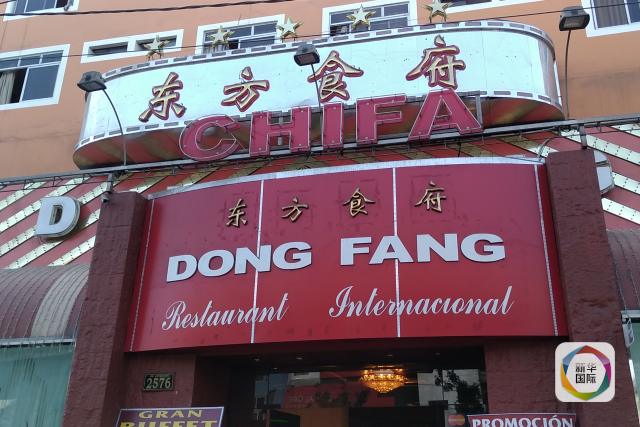 东方食府
CHIFA
D
东方食府
DONG FANG
Restaurant Internacional
2576
GRAN
BUFFET
PROMOCIÓN
新华
国际